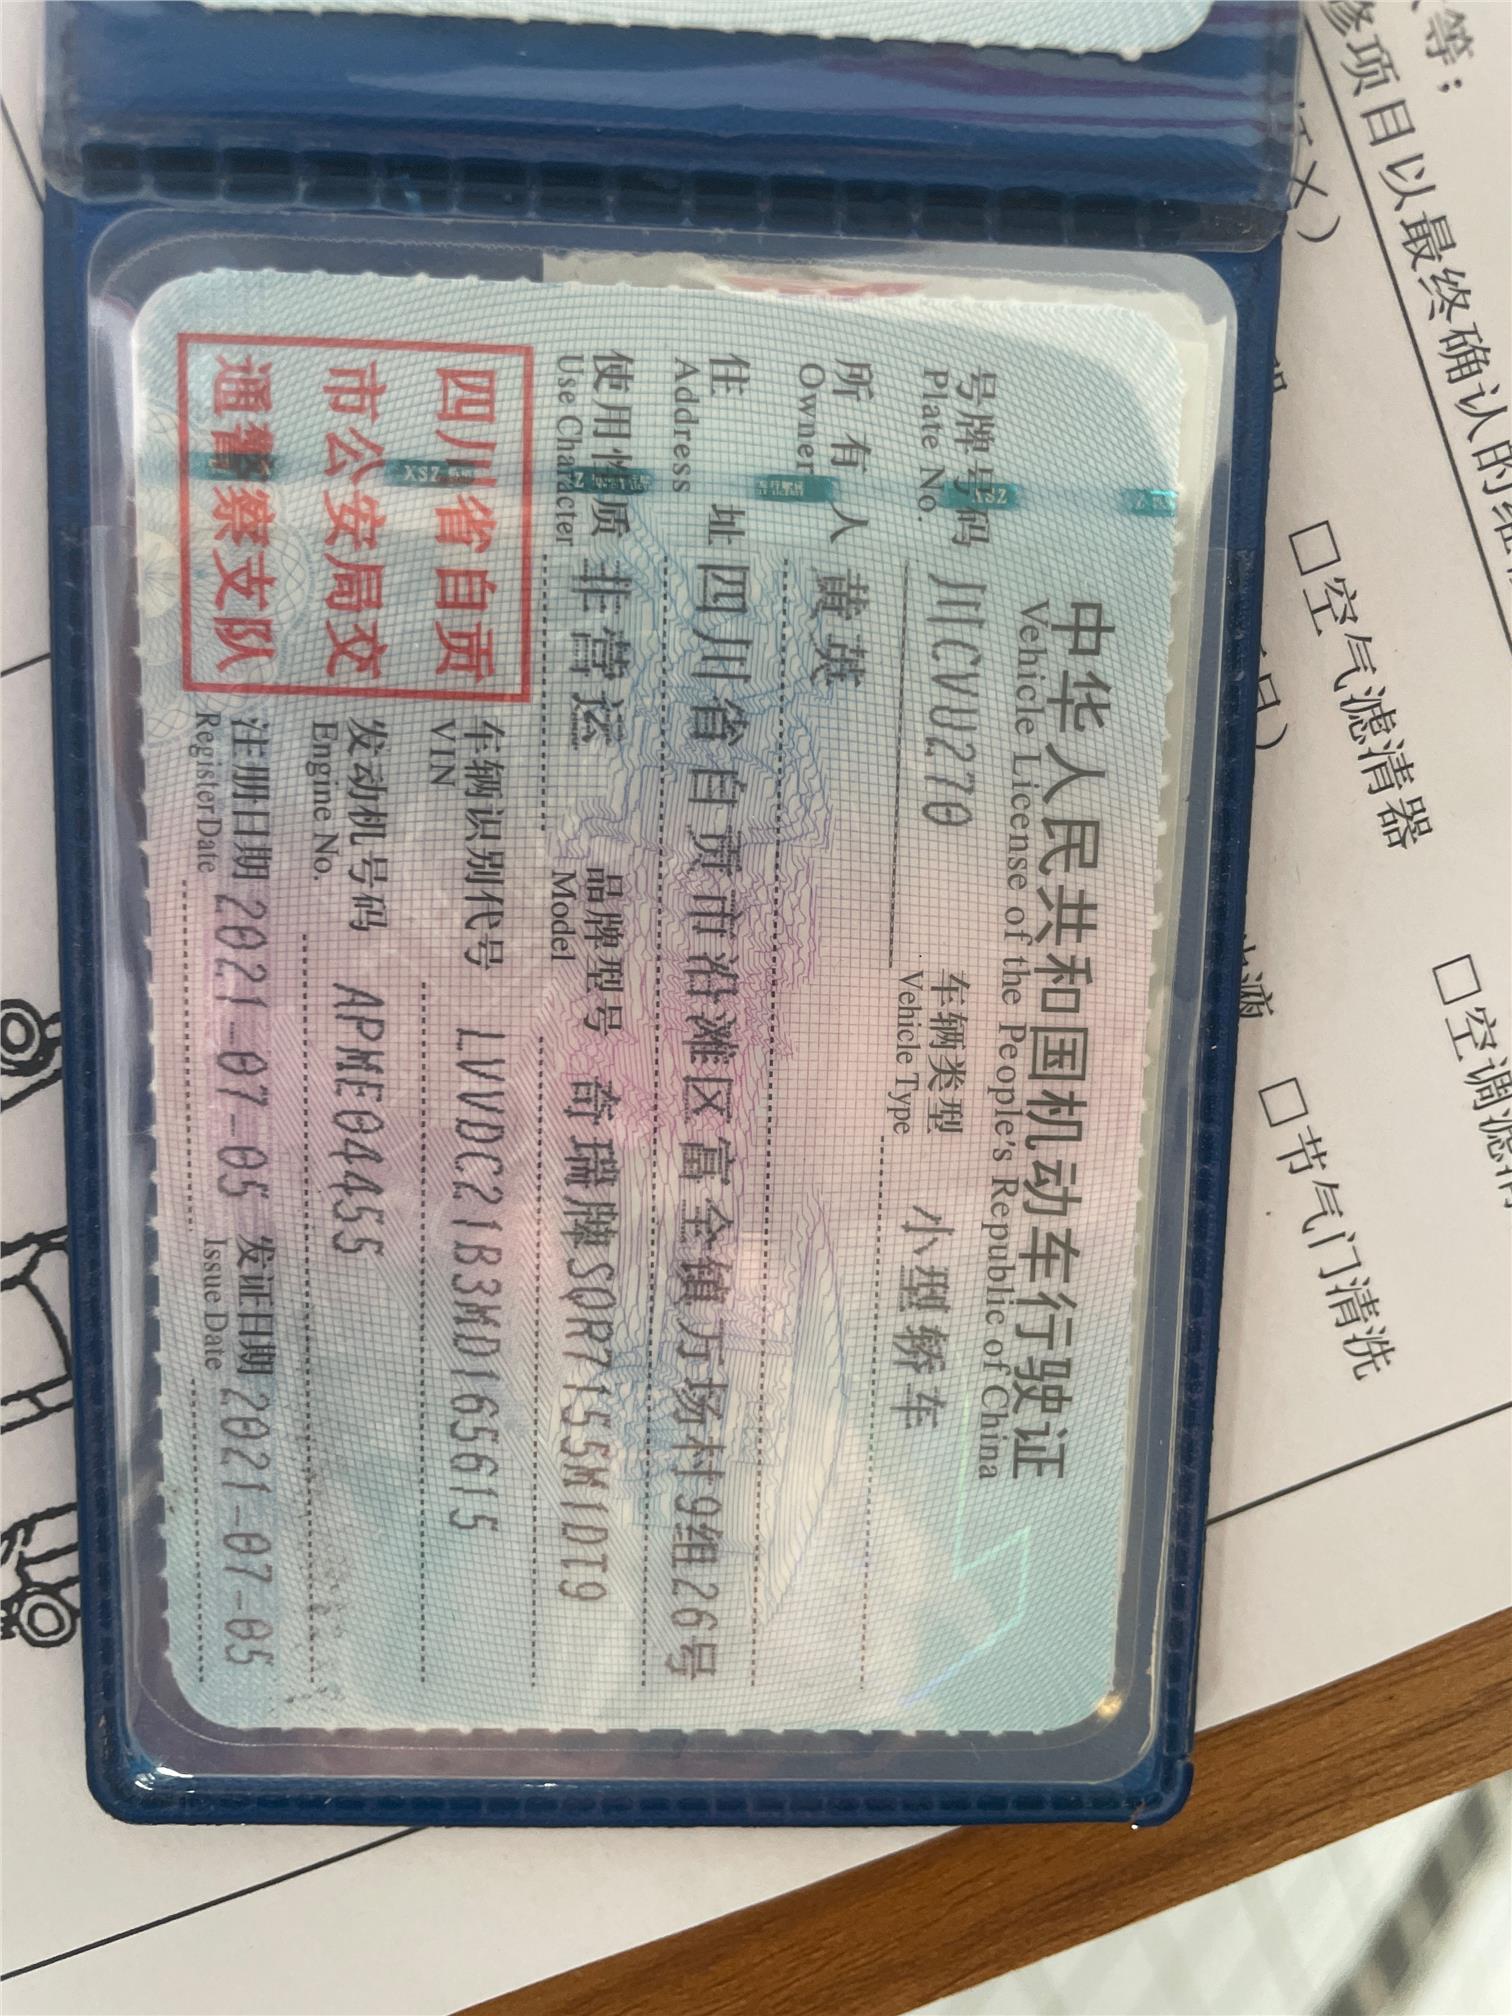 中华人民共和国机动车行驶证
Vehicle License of the People's Republic of China
号牌号码 川CVU270 车辆类型 小型轿车
Plate No. Vehicle Type
所有人 黄英
Owner
住址 四川省自贡市沿滩区富全镇方场村9组26号
Address
使用性质 非营运 品牌型号 奇瑞牌SQR7155M1DT9
Use Character Model
四川省自贡
市公安局交
通警察支队
车辆识别代号 LVVDC21B3MD165615
VIN
发动机号码 APME04455
Engine No.
注册日期 2021-07-05 发证日期 2021-07-05
Register Date Issue Date
等；
修项目以最终确认的
□空气滤清器
□节气门清洗
□空调滤清